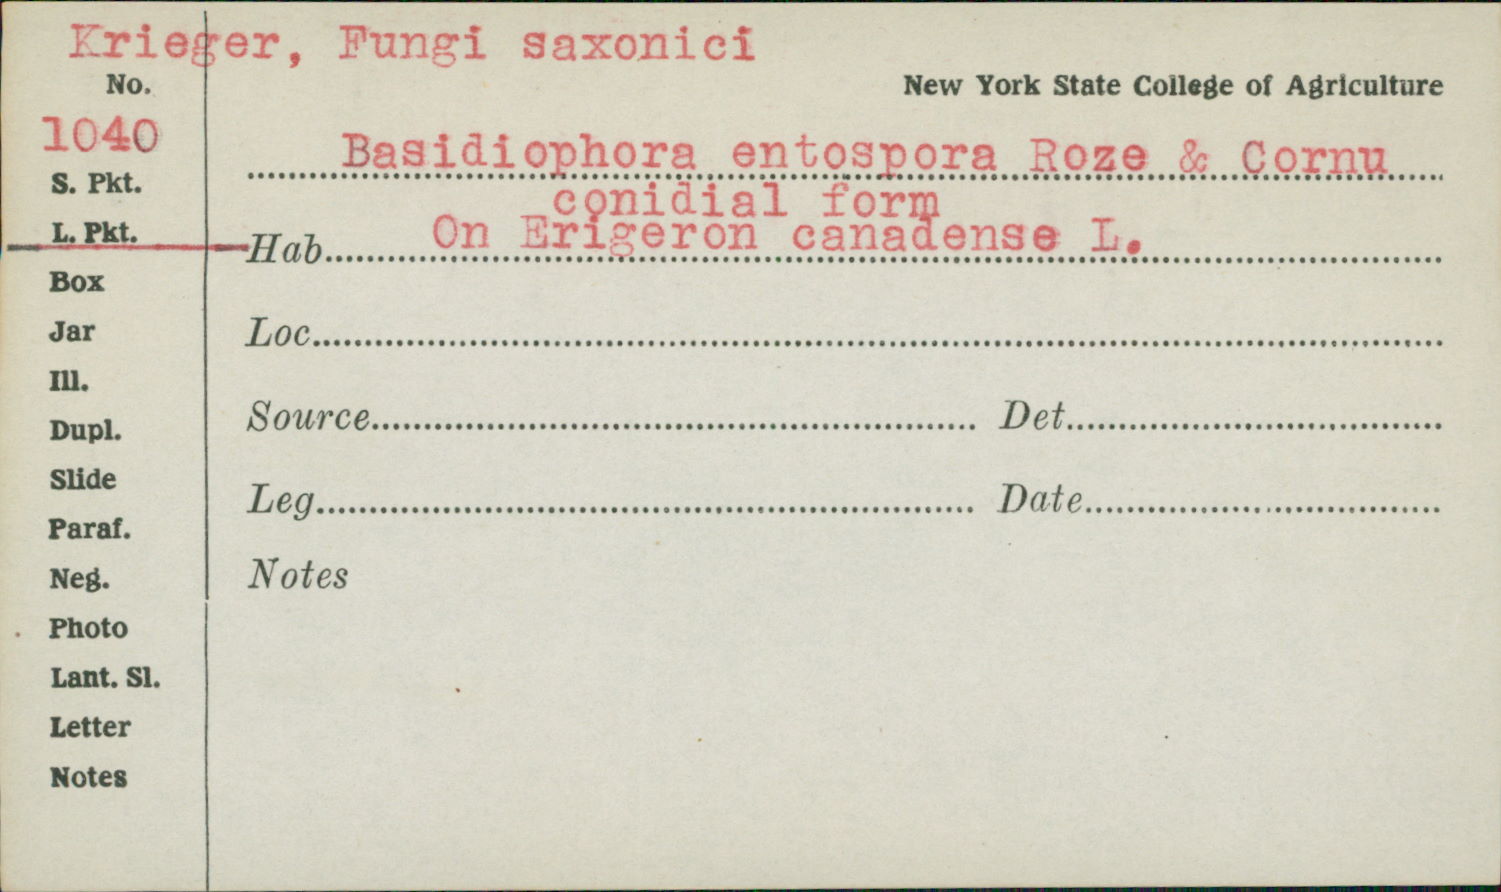 Krieger, Fungi saxonici
No.
New York State College of Agriculture
1040
Basidiophora entospora Roze & Cornu
S. Pkt.
conidial form
L. Pkt.
Hab. On Erigeron canadense L.
Box
Loc.
Jar
Ill.
Source Det.
Dupl.
Slide
Leg. Date
Paraf.
Neg.
Notes
Photo
Lant. Sl.
Letter
Notes